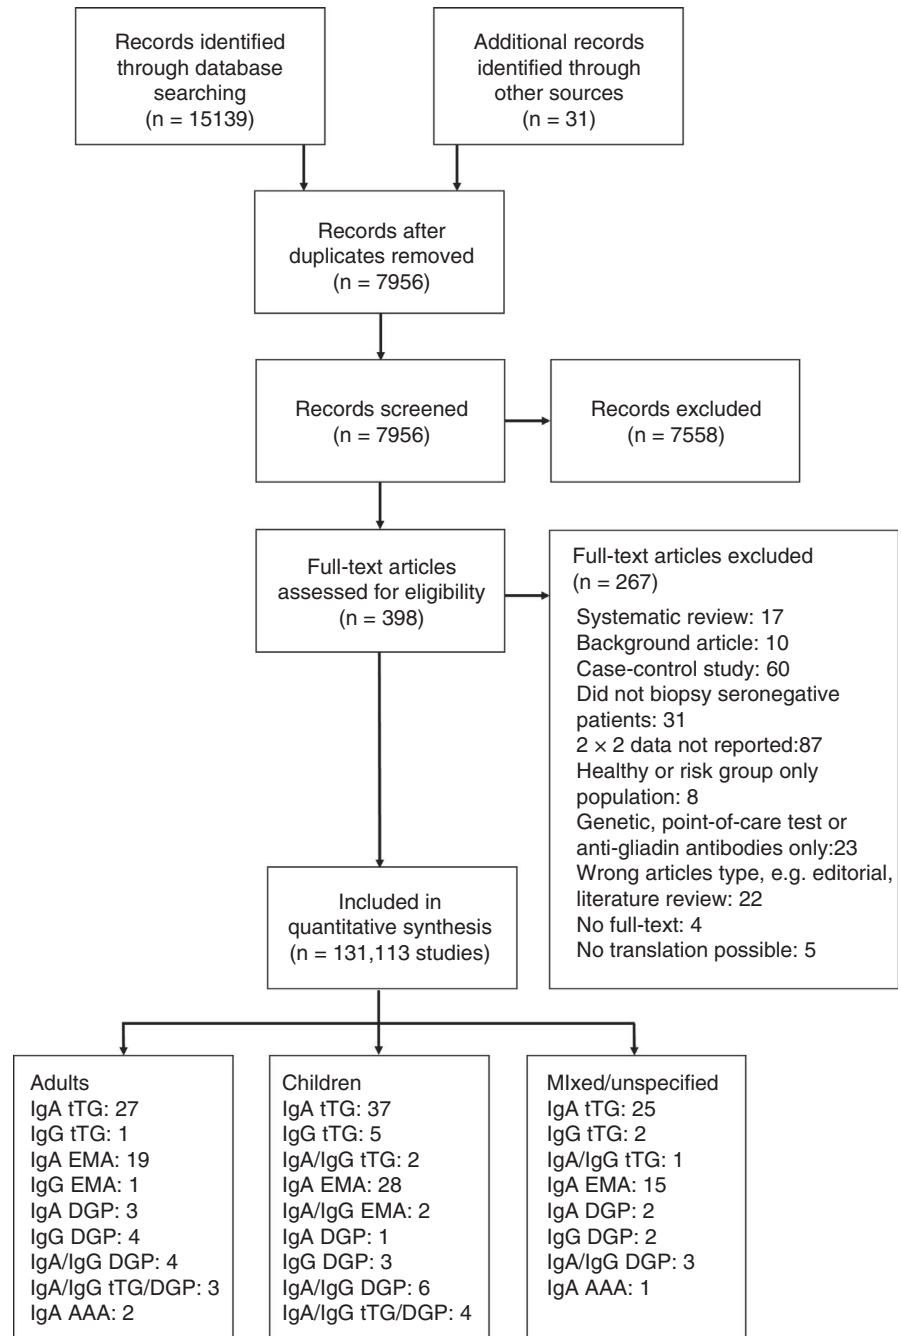 Records identified
through database
searching
(n = 15139)
Additional records
identified through
other sources
(n = 31)
Records after
duplicates removed
(n = 7956)
Records screened
(n = 7956)
Records excluded
(n = 7558)
Full-text articles
assessed for eligibility
(n = 398)
Full-text articles excluded
(n = 267)
Systematic review: 17
Background article: 10
Case-control study: 60
Did not biopsy seronegative
patients: 31
2 × 2 data not reported:87
Healthy or risk group only
population: 8
Genetic, point-of-care test or
anti-gliadin antibodies only:23
Wrong articles type, e.g. editorial,
literature review: 22
No full-text: 4
No translation possible: 5
Included in
quantitative synthesis
(n = 131,113 studies)
Adults
IgA tTG: 27
IgG tTG: 1
IgA EMA: 19
IgG EMA: 1
IgA DGP: 3
IgG DGP: 4
IgA/IgG DGP: 4
IgA/IgG tTG/DGP: 3
IgA AAA: 2
Children
IgA tTG: 37
IgG tTG: 5
IgA/IgG tTG: 2
IgA EMA: 28
IgA/IgG EMA: 2
IgA DGP: 1
IgG DGP: 3
IgA/IgG DGP: 6
IgA/IgG tTG/DGP: 4
MIxed/unspecified
IgA tTG: 25
IgG tTG: 2
IgA/IgG tTG: 1
IgA EMA: 15
IgA DGP: 2
IgG DGP: 2
IgA/IgG DGP: 3
IgA AAA: 1